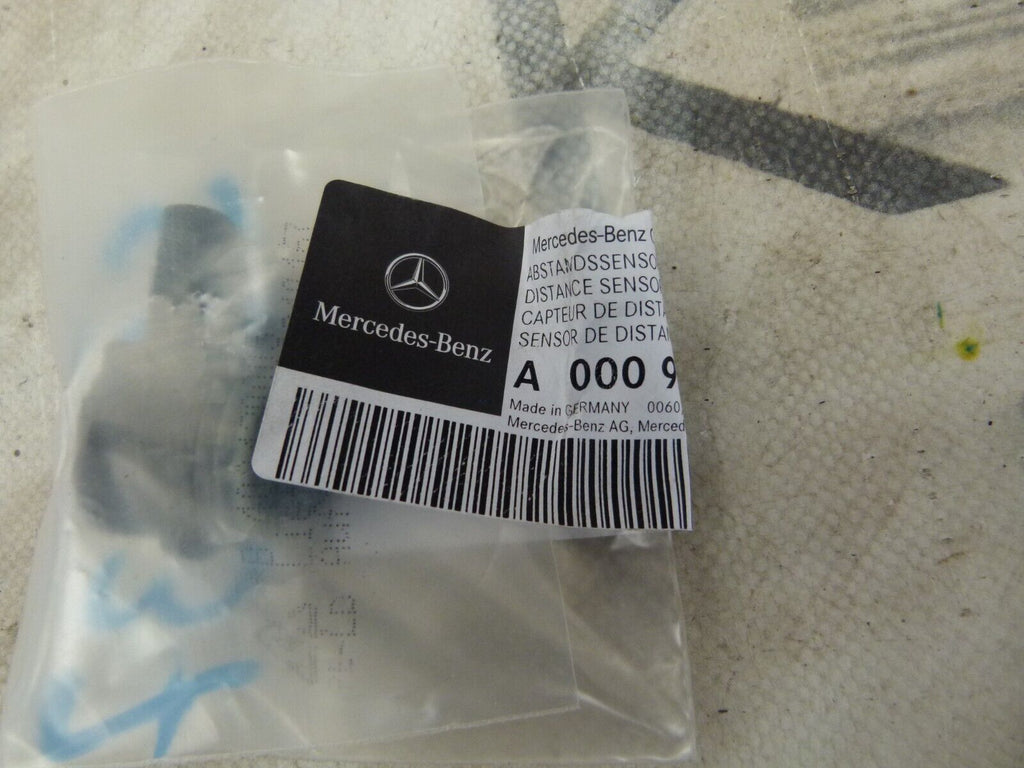 Mercedes-Benz
Mercedes-Benz
ABSTANDSSENSO
DISTANCE SENSO
CAPTEUR DE DIST
SENSOR DE DISTA
A 000 9
Made in GERMANY 0060
Mercedes-Benz AG, Merced